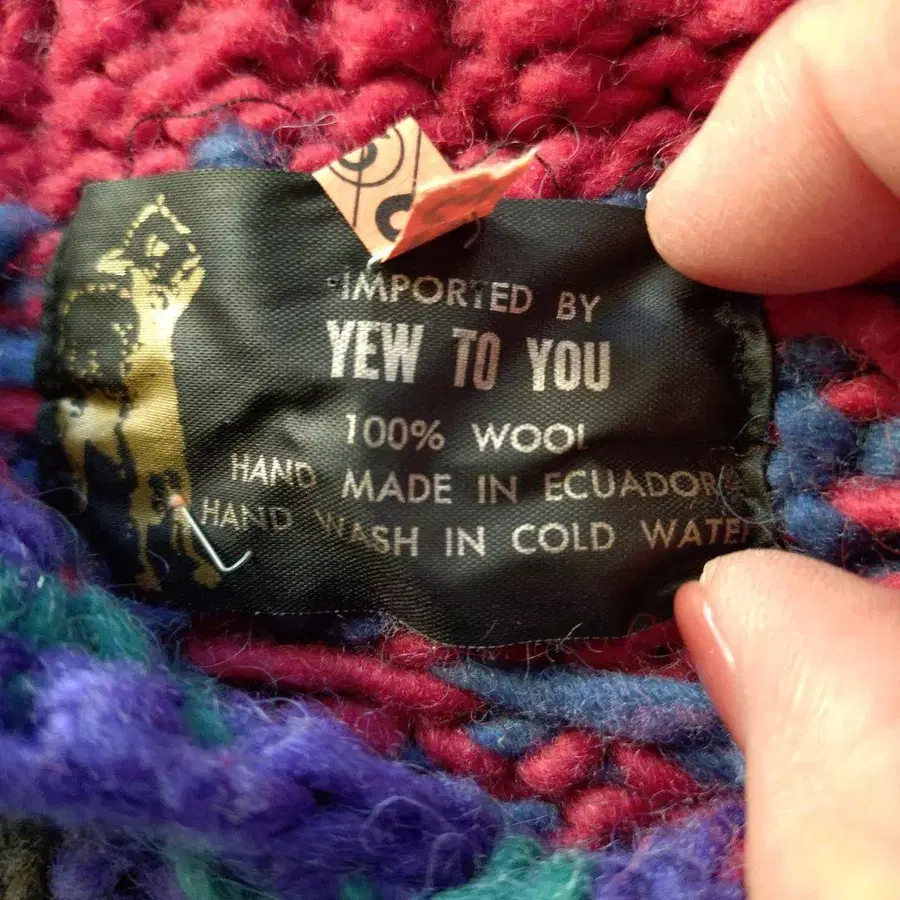 IMPORTED BY
YEW TO YOU
100% WOOL
HAND MADE IN ECUADOR
HAND WASH IN COLD WATER